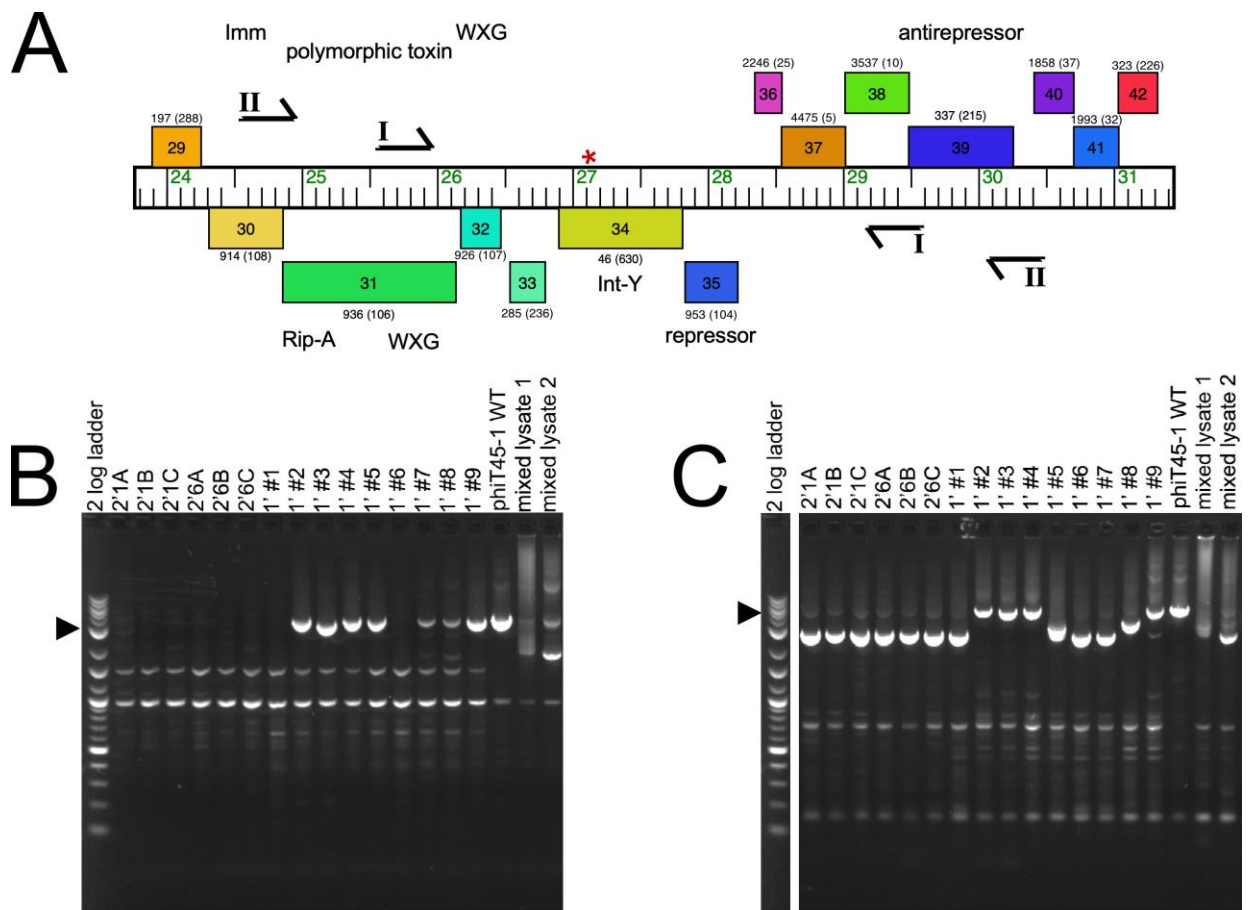 A
Imm
polymorphic toxin
WXG
antirepressor
2246 (25)
3537 (10)
1858 (37)
323 (226)
36
38
40
42
II
I
197 (288)
4475 (5)
337 (215)
1993 (32)
29
37
39
41
*
24 25 26 27 28 29 30 31
30
32
34
I
914 (108)
926 (107)
46 (630)
II
31
33
Int-Y
35
936 (106)
285 (236)
953 (104)
Rip-A
WXG
repressor
B
2 log ladder
2'1A
2'1B
2'1C
2'6A
2'6B
2'6C
1' #1
1' #2
1' #3
1' #4
1' #5
1' #6
1' #7
1' #8
1' #9
phiT45-1 WT
mixed lysate 1
mixed lysate 2
C
2 log ladder
2'1A
2'1B
2'1C
2'6A
2'6B
2'6C
1' #1
1' #2
1' #3
1' #4
1' #5
1' #6
1' #7
1' #8
1' #9
phiT45-1 WT
mixed lysate 1
mixed lysate 2